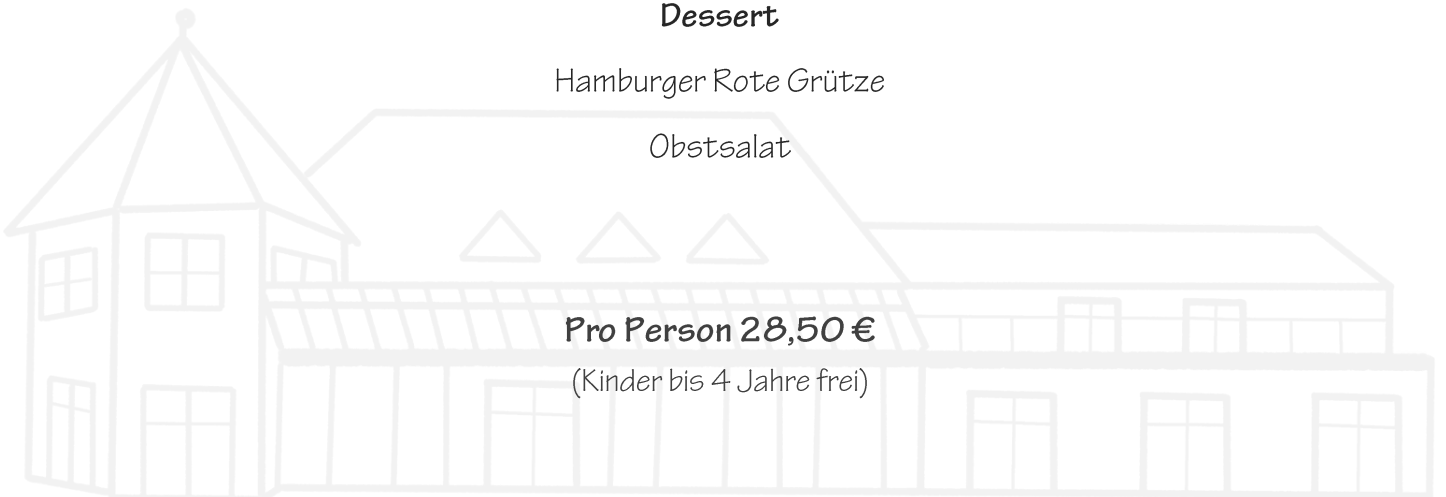 Dessert
Hamburger Rote Grütze
Obstsalat
Pro Person 28,50 €
(Kinder bis 4 Jahre frei)